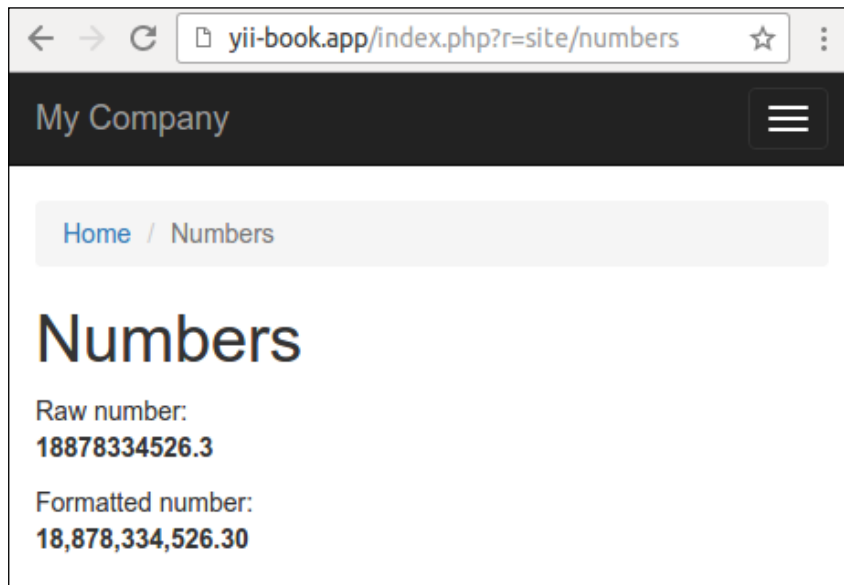 yii-book.app/index.php?r=site/numbers
My Company
Home / Numbers
Numbers
Raw number:
18878334526.3
Formatted number:
18,878,334,526.30